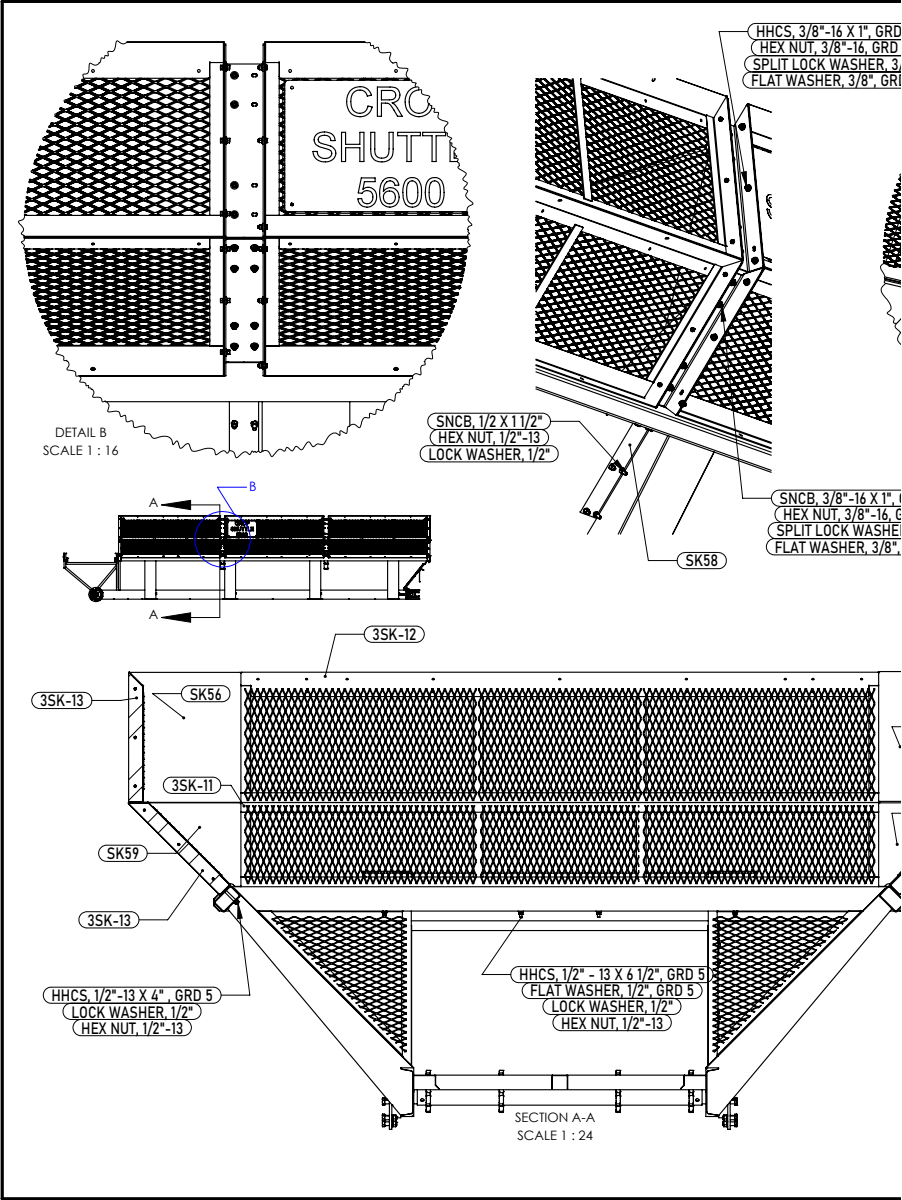 HHCS, 3/8"-16 X 1", GRD
HEX NUT, 3/8"-16, GRD
SPLIT LOCK WASHER, 3/
FLAT WASHER, 3/8", GRD
CRO
SHUTTL
5600
DETAIL B
SCALE 1 : 16
SNCB, 1/2 X 1 1/2"
HEX NUT, 1/2"-13
LOCK WASHER, 1/2"
SNCB, 3/8"-16 X 1",
HEX NUT, 3/8"-16,
SPLIT LOCK WASHER
FLAT WASHER, 3/8",
SK58
A
B
SHUTTLE
A
3SK-12
3SK-13
SK56
3SK-11
SK59
3SK-13
HHCS, 1/2"-13 X 4" , GRD 5
LOCK WASHER, 1/2"
HEX NUT, 1/2"-13
HHCS, 1/2" - 13 X 6 1/2", GRD 5
FLAT WASHER, 1/2", GRD 5
LOCK WASHER, 1/2"
HEX NUT, 1/2"-13
SECTION A-A
SCALE 1 : 24